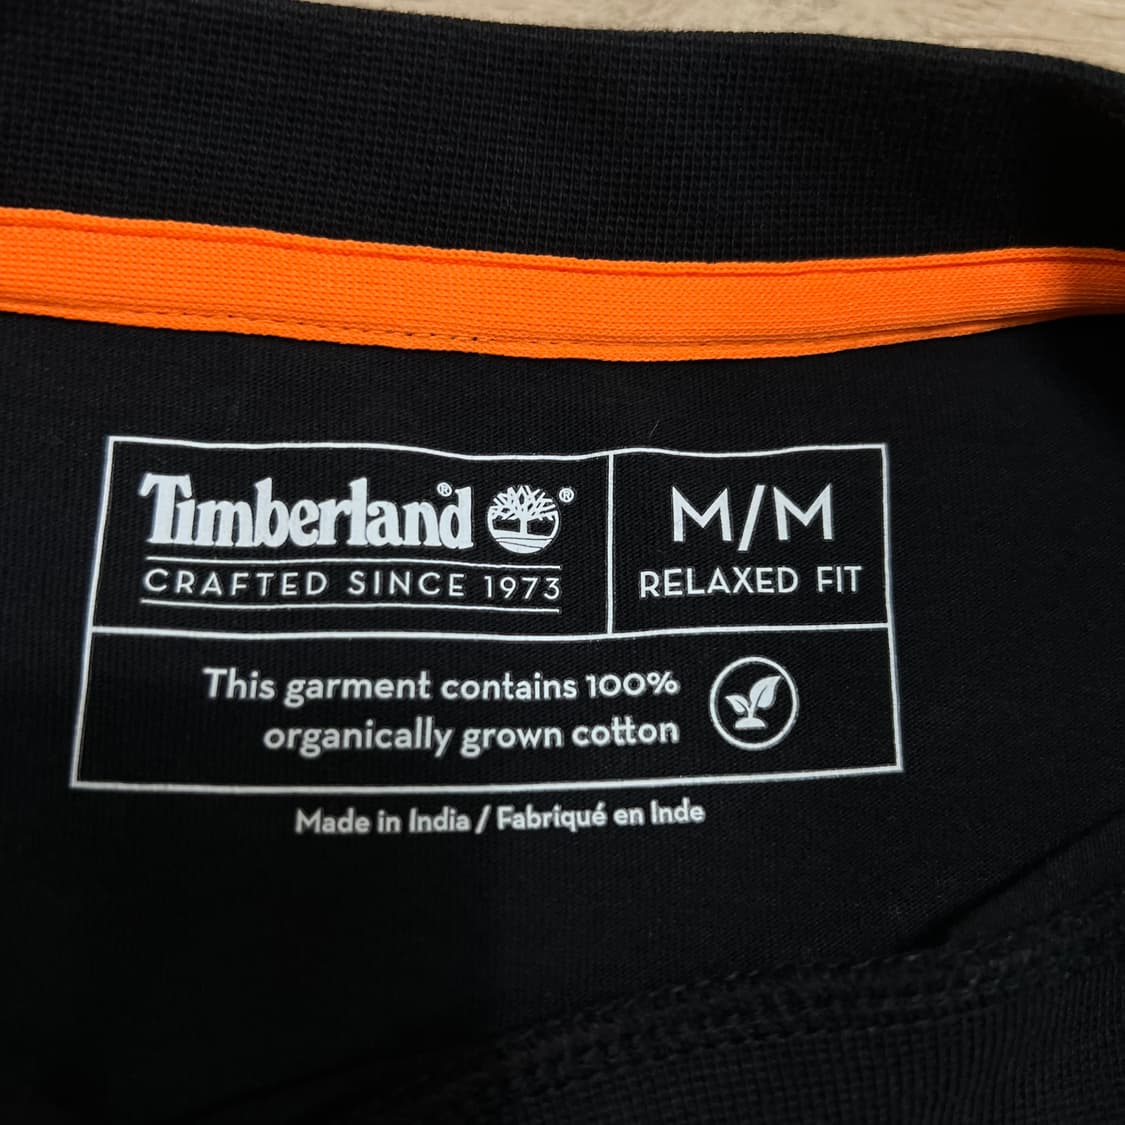 Timberland® ®
CRAFTED SINCE 1973
M/M
RELAXED FIT
This garment contains 100%
organically grown cotton
Made in India / Fabriqué en Inde